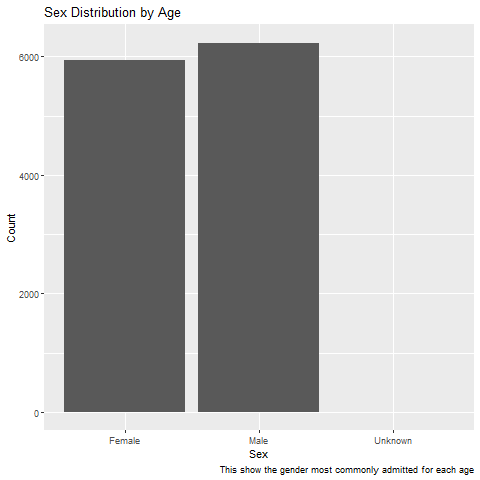 Sex Distribution by Age
6000
4000
2000
0
Count
Female Male Unknown
Sex
This show the gender most commonly admitted for each age